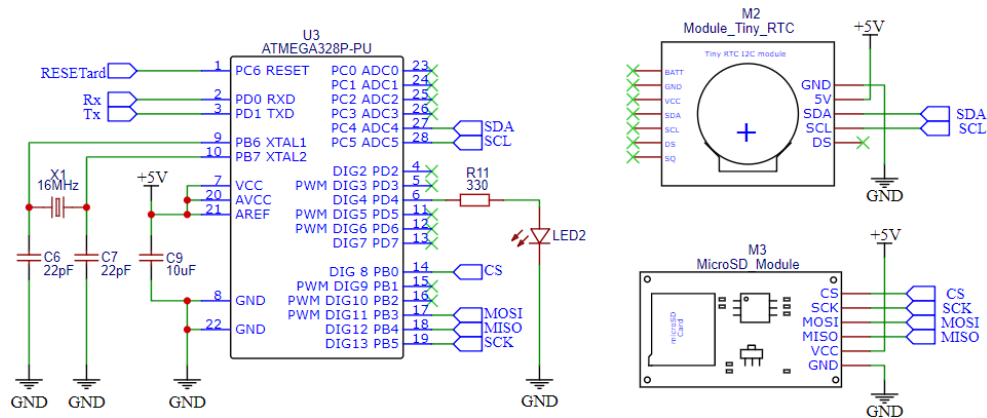 U3
ATMEGA328P-PU
RESETard
1
PC6 RESET
PC0 ADC0
23
PC1 ADC1
24
Rx
2
PD0 RXD
PC2 ADC2
25
Tx
3
PD1 TXD
PC3 ADC3
26
PC4 ADC4
27
SDA
9
PB6 XTAL1
PC5 ADC5
28
SCL
10
PB7 XTAL2
DIG2 PD2
4
X1
16MHz
+5V
7
VCC
PWM DIG3 PD3
5
R11
330
20
AVCC
DIG4 PD4
6
21
AREF
PWM DIG5 PD5
11
PWM DIG6 PD6
12
DIG7 PD7
13
LED2
C6
22pF
C7
22pF
C9
10uF
DIG 8 PB0
14
CS
PWM DIG9 PB1
15
8
GND
PWM DIG10 PB2
16
PWM DIG11 PB3
17
MOSI
22
GND
DIG12 PB4
18
MISO
DIG13 PB5
19
SCK
GND
GND
GND
GND
M2
Module_Tiny_RTC
+5V
Tiny RTC I2C module
BATT
GND
VCC
SDA
SCL
DS
SQ
GND
5V
SDA
SDA
SCL
SCL
DS
GND
M3
MicroSD_Module
+5V
microSD
Card
CS
CS
SCK
SCK
MOSI
MOSI
MISO
MISO
VCC
GND
GND